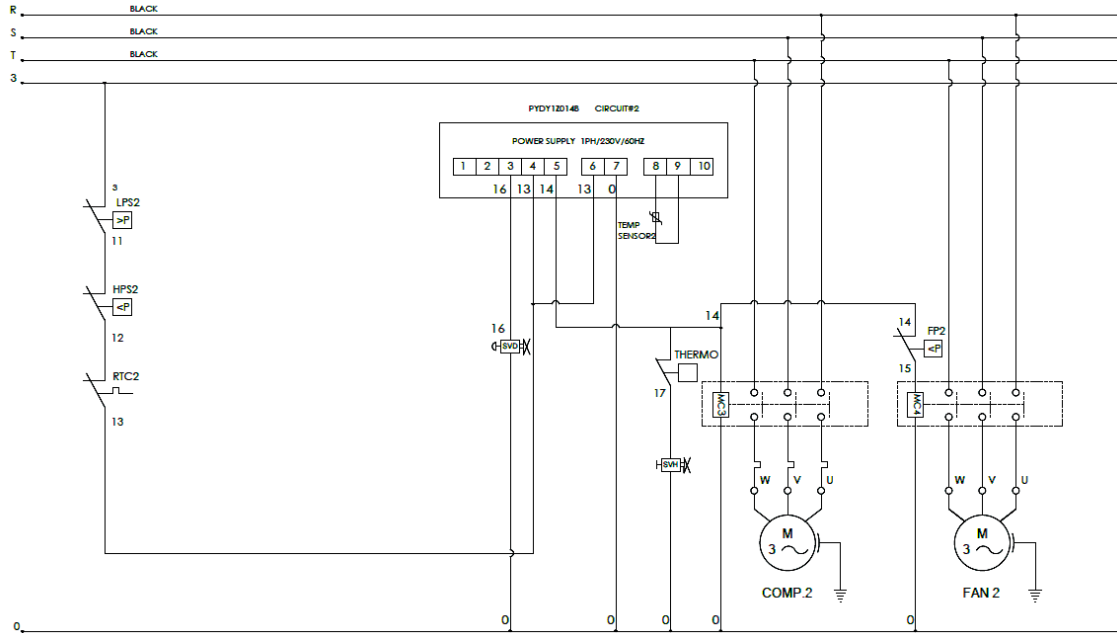 R BLACK
S BLACK
T BLACK
3
PYDY1Z014B CIRCUIT#2
POWER SUPPLY 1PH/230V/60HZ
1 2 3 4 5 6 7 8 9 10
16 13 14 13 0
3
LPS2
>P
11
TEMP
SENSOR2
HPS2
<P
12
14
14
FP2
<P
15
16
SVD
THERMO
17
RTC2
13
MC3
MC4
SVH
W V U
W V U
M
3
M
3
COMP.2
FAN 2
0 0 0 0 0 0